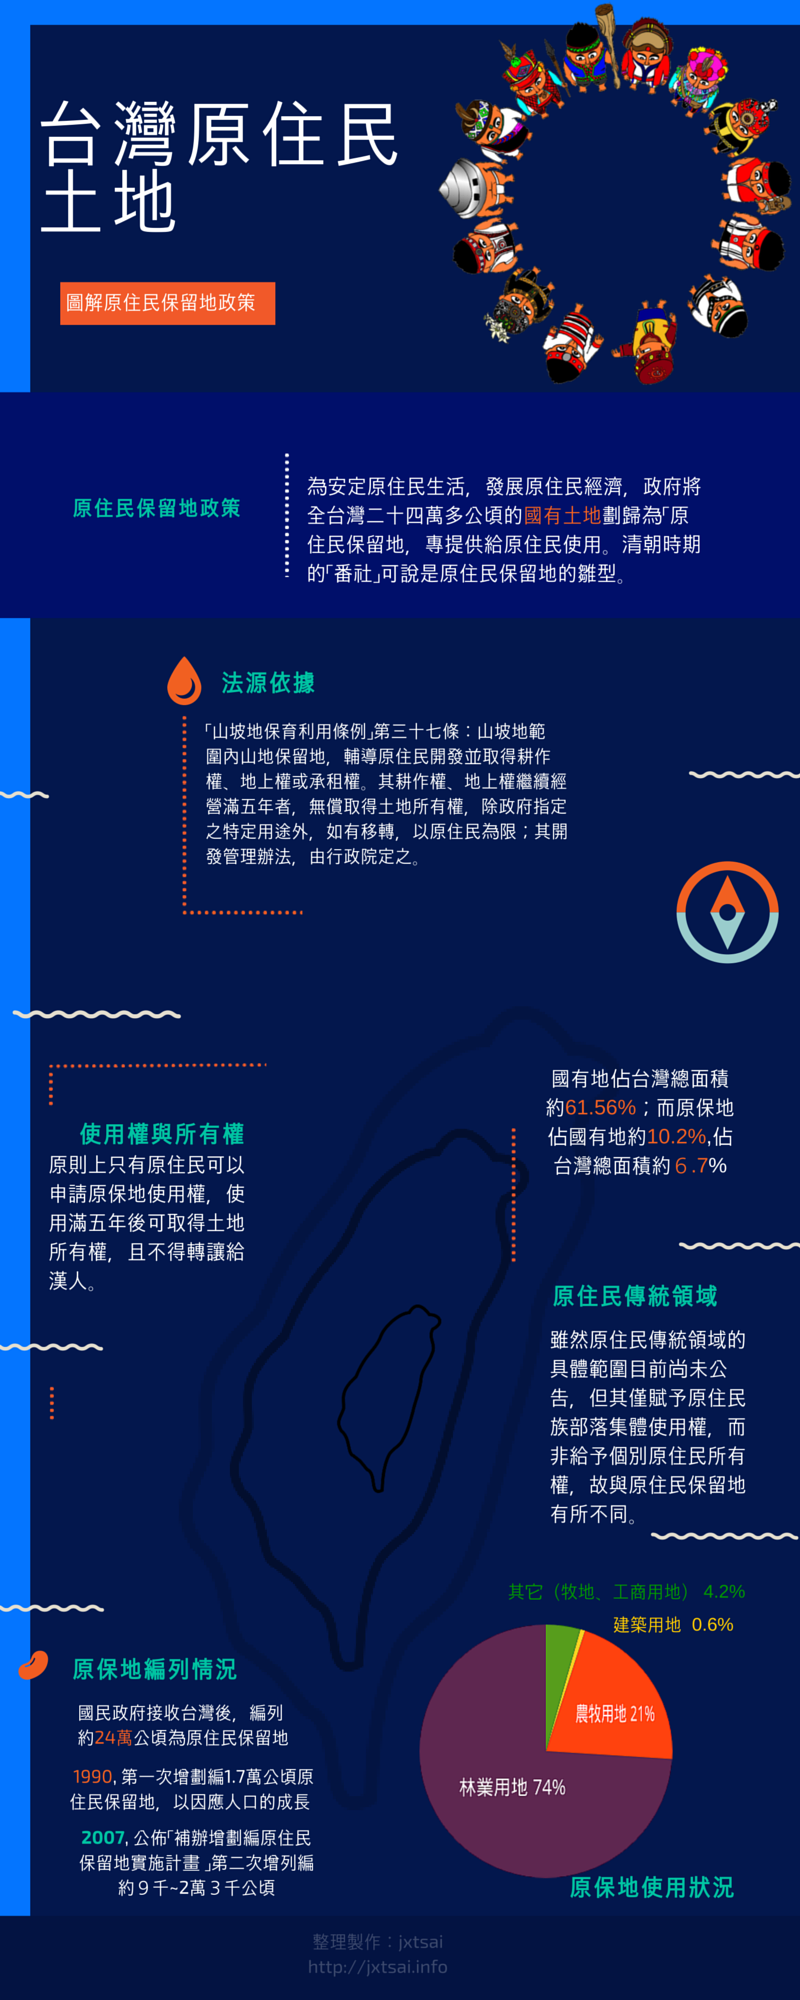 台灣原住民
土地
圖解原住民保留地政策
原住民保留地政策
為安定原住民生活，發展原住民經濟，政府將
全台灣二十四萬多公頃的國有土地劃歸為「原
住民保留地，專提供給原住民使用。清朝時期
的「番社」可說是原住民保留地的雛型。
法源依據
「山坡地保育利用條例」第三十七條：山坡地範
圍內山地保留地，輔導原住民開發並取得耕作
權、地上權或承租權。其耕作權、地上權繼續經
營滿五年者，無償取得土地所有權，除政府指定
之特定用途外，如有移轉，以原住民為限；其開
發管理辦法，由行政院定之。
國有地佔台灣總面積
約61.56%；而原保地
佔國有地約10.2%,佔
台灣總面積約６.7%
使用權與所有權
原則上只有原住民可以
申請原保地使用權，使
用滿五年後可取得土地
所有權，且不得轉讓給
漢人。
原住民傳統領域
雖然原住民傳統領域的
具體範圍目前尚未公
告，但其僅賦予原住民
族部落集體使用權，而
非給予個別原住民所有
權，故與原住民保留地
有所不同。
其它（牧地、工商用地） 4.2%
建築用地 0.6%
農牧用地 21%
林業用地 74%
原保地使用狀況
原保地編列情況
國民政府接收台灣後，編列
約24萬公頃為原住民保留地
1990, 第一次增劃編1.7萬公頃原
住民保留地，以因應人口的成長
2007, 公佈「補辦增劃編原住民
保留地實施計畫」第二次增列編
約９千~2萬３千公頃
整理製作：jxtsai
http://jxtsai.info